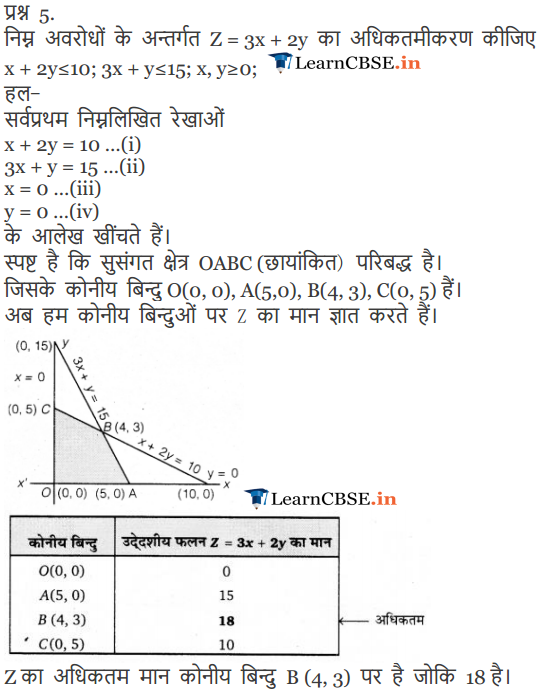 प्रश्न 5.
निम्न अवरोधों के अन्तर्गत Z = 3x + 2y का अधिकतमीकरण कीजिए
x + 2y≤10; 3x + y≤15; x, y≥0; LearnCBSE.in
हल–
सर्वप्रथम निम्नलिखित रेखाओं
x + 2y = 10 ...(i)
3x + y = 15 ...(ii)
x = 0 ...(iii)
y = 0 ...(iv)
के आलेख खींचते हैं।
स्पष्ट है कि सुसंगत क्षेत्र OABC (छायांकित) परिबद्ध है।
जिसके कोनीय बिन्दु O(0, 0), A(5,0), B(4, 3), C(0, 5) हैं।
अब हम कोनीय बिन्दुओं पर Z का मान ज्ञात करते हैं।
(0, 15) y
x = 0
3x + y = 15
(0, 5) C
B (4, 3)
x + 2y = 10
y = 0
x' x
O (0, 0) (5, 0) A (10, 0)
LearnCBSE.in
कोनीय बिन्दु उद्देशीय फलन Z = 3x + 2y का मान
O(0, 0) 0
A(5, 0) 15
B (4, 3) 18 अधिकतम
C(0, 5) 10
Z का अधिकतम मान कोनीय बिन्दु B (4, 3) पर है जोकि 18 है।